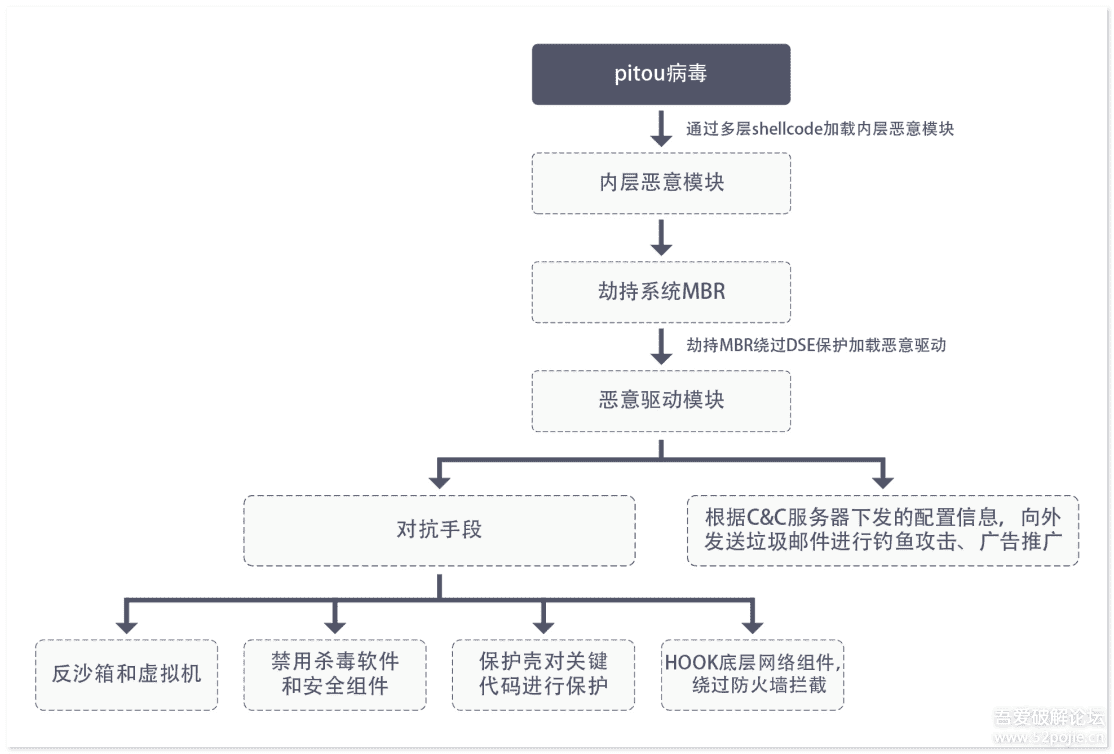 pitou病毒
通过多层shellcode加载内层恶意模块
内层恶意模块
劫持系统MBR
劫持MBR绕过DSE保护加载恶意驱动
恶意驱动模块
对抗手段
根据C&C服务器下发的配置信息，向外
发送垃圾邮件进行钓鱼攻击、广告推广
反沙箱和虚拟机
禁用杀毒软件
和安全组件
保护壳对关键
代码进行保护
HOOK底层网络组件,
绕过防火墙拦截
吾爱破解论坛
www.52pojie.cn